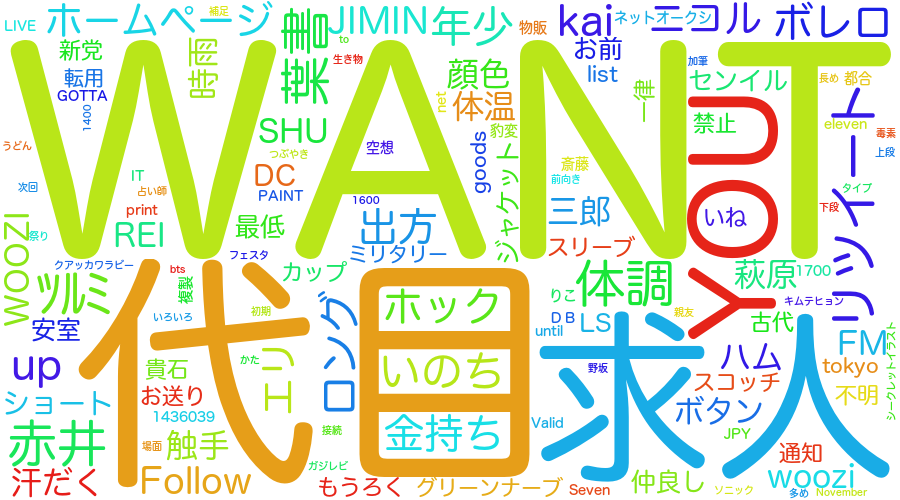 LIVE
ホームページ
補足
JIMIN
年少
物販
kai
ネットオークシ
ニコル
ボレロ
新党
転用
GOTTA
1400
時雨
葉書
to
生き物
顔色
体温
net
お前
list
一律
加筆
センイル
長め
都合
リツイート
WANT
YOU
禁止
eleven
毒素
上段
うどん
次回
IT
占い師
print
REI
SHU
DC
PAINT
つぶやき
空想
1600
最低
出方
ミリタリー
goods
豹変
ジャケット
斎藤
前向き
三郎
スリーブ
いね
タイプ
下段
祭り
WOOZI
クアッカワラビー
bts
フェスタ
カップ
複製
ツルミ
安室
いろいろ
初期
ロング
代目
ホック
いのち
金持ち
体調
りこ
DB
LS
until
親友
萩原
1700
キムテヒョン
古代
FM
up
貴石
かた
エリ
お送り
1436039
ショート
赤井
汗だく
場面
触手
Follow
接続
ガジレビ
もうろく
グリーンナーブ
求人
野坂
Valid
Seven
仲良し
ハム
スコッチ
ボタン
JPY
通知
woozi
多め
ソニック
November
tokyo
不明
シークレットイラスト